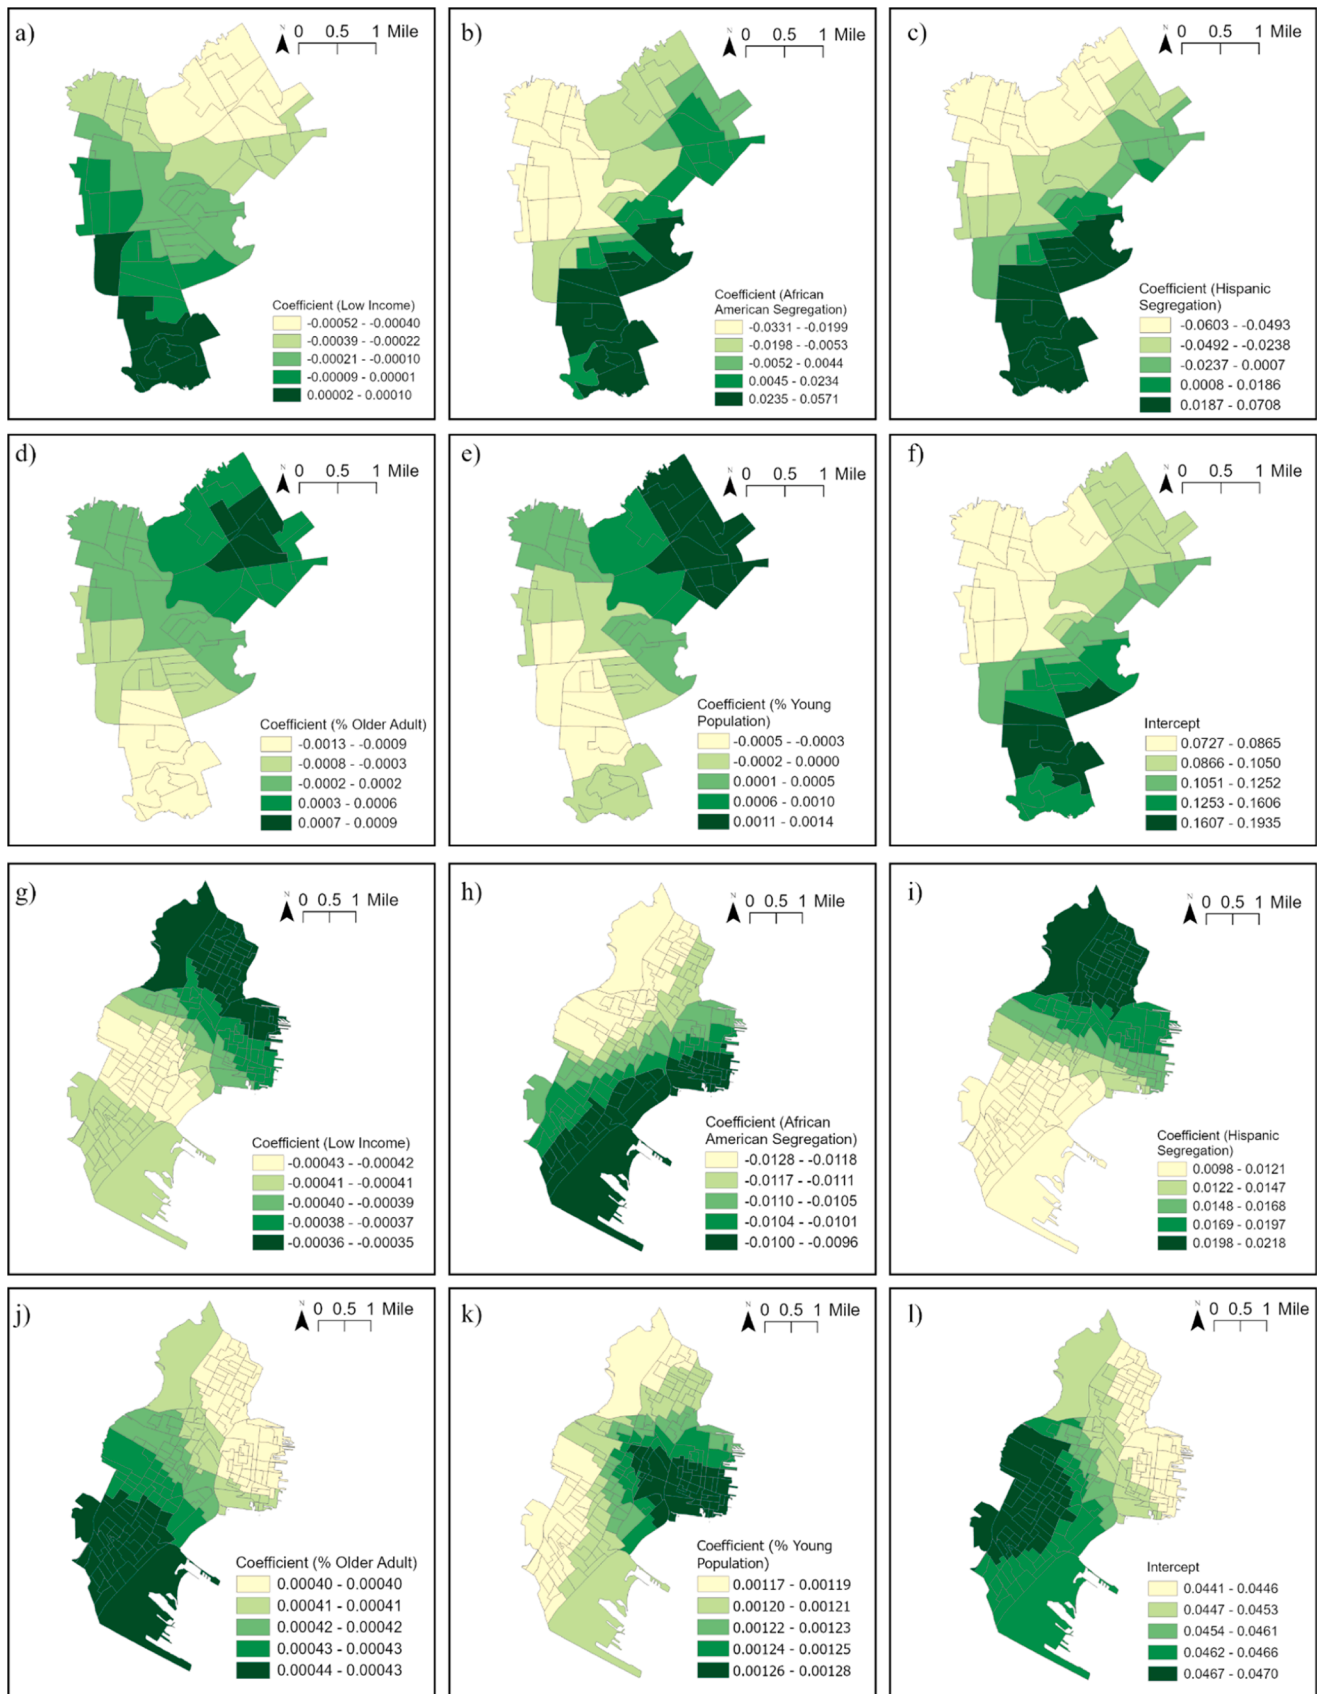 a)
N
0 0.5 1 Mile
Coefficient (Low Income)
-0.00052 - -0.00040
-0.00039 - -0.00022
-0.00021 - -0.00010
-0.00009 - 0.00001
0.00002 - 0.00010
b)
N
0 0.5 1 Mile
Coefficient (African
American Segregation)
-0.0331 - -0.0199
-0.0198 - -0.0053
-0.0052 - 0.0044
0.0045 - 0.0234
0.0235 - 0.0571
c)
N
0 0.5 1 Mile
Coefficient (Hispanic
Segregation)
-0.0603 - -0.0493
-0.0492 - -0.0238
-0.0237 - 0.0007
0.0008 - 0.0186
0.0187 - 0.0708
d)
N
0 0.5 1 Mile
Coefficient (% Older Adult)
-0.0013 - -0.0009
-0.0008 - -0.0003
-0.0002 - 0.0002
0.0003 - 0.0006
0.0007 - 0.0009
e)
N
0 0.5 1 Mile
Coefficient (% Young
Population)
-0.0005 - -0.0003
-0.0002 - 0.0000
0.0001 - 0.0005
0.0006 - 0.0010
0.0011 - 0.0014
f)
N
0 0.5 1 Mile
Intercept
0.0727 - 0.0865
0.0866 - 0.1050
0.1051 - 0.1252
0.1253 - 0.1606
0.1607 - 0.1935
g)
N
0 0.5 1 Mile
Coefficient (Low Income)
-0.00043 - -0.00042
-0.00041 - -0.00041
-0.00040 - -0.00039
-0.00038 - -0.00037
-0.00036 - -0.00035
h)
N
0 0.5 1 Mile
Coefficient (African
American Segregation)
-0.0128 - -0.0118
-0.0117 - -0.0111
-0.0110 - -0.0105
-0.0104 - -0.0101
-0.0100 - -0.0096
i)
N
0 0.5 1 Mile
Coefficient (Hispanic
Segregation)
0.0098 - 0.0121
0.0122 - 0.0147
0.0148 - 0.0168
0.0169 - 0.0197
0.0198 - 0.0218
j)
N
0 0.5 1 Mile
Coefficient (% Older Adult)
0.00040 - 0.00040
0.00041 - 0.00041
0.00042 - 0.00042
0.00043 - 0.00043
0.00044 - 0.00043
k)
N
0 0.5 1 Mile
Coefficient (% Young
Population)
0.00117 - 0.00119
0.00120 - 0.00121
0.00122 - 0.00123
0.00124 - 0.00125
0.00126 - 0.00128
l)
N
0 0.5 1 Mile
Intercept
0.0441 - 0.0446
0.0447 - 0.0453
0.0454 - 0.0461
0.0462 - 0.0466
0.0467 - 0.0470